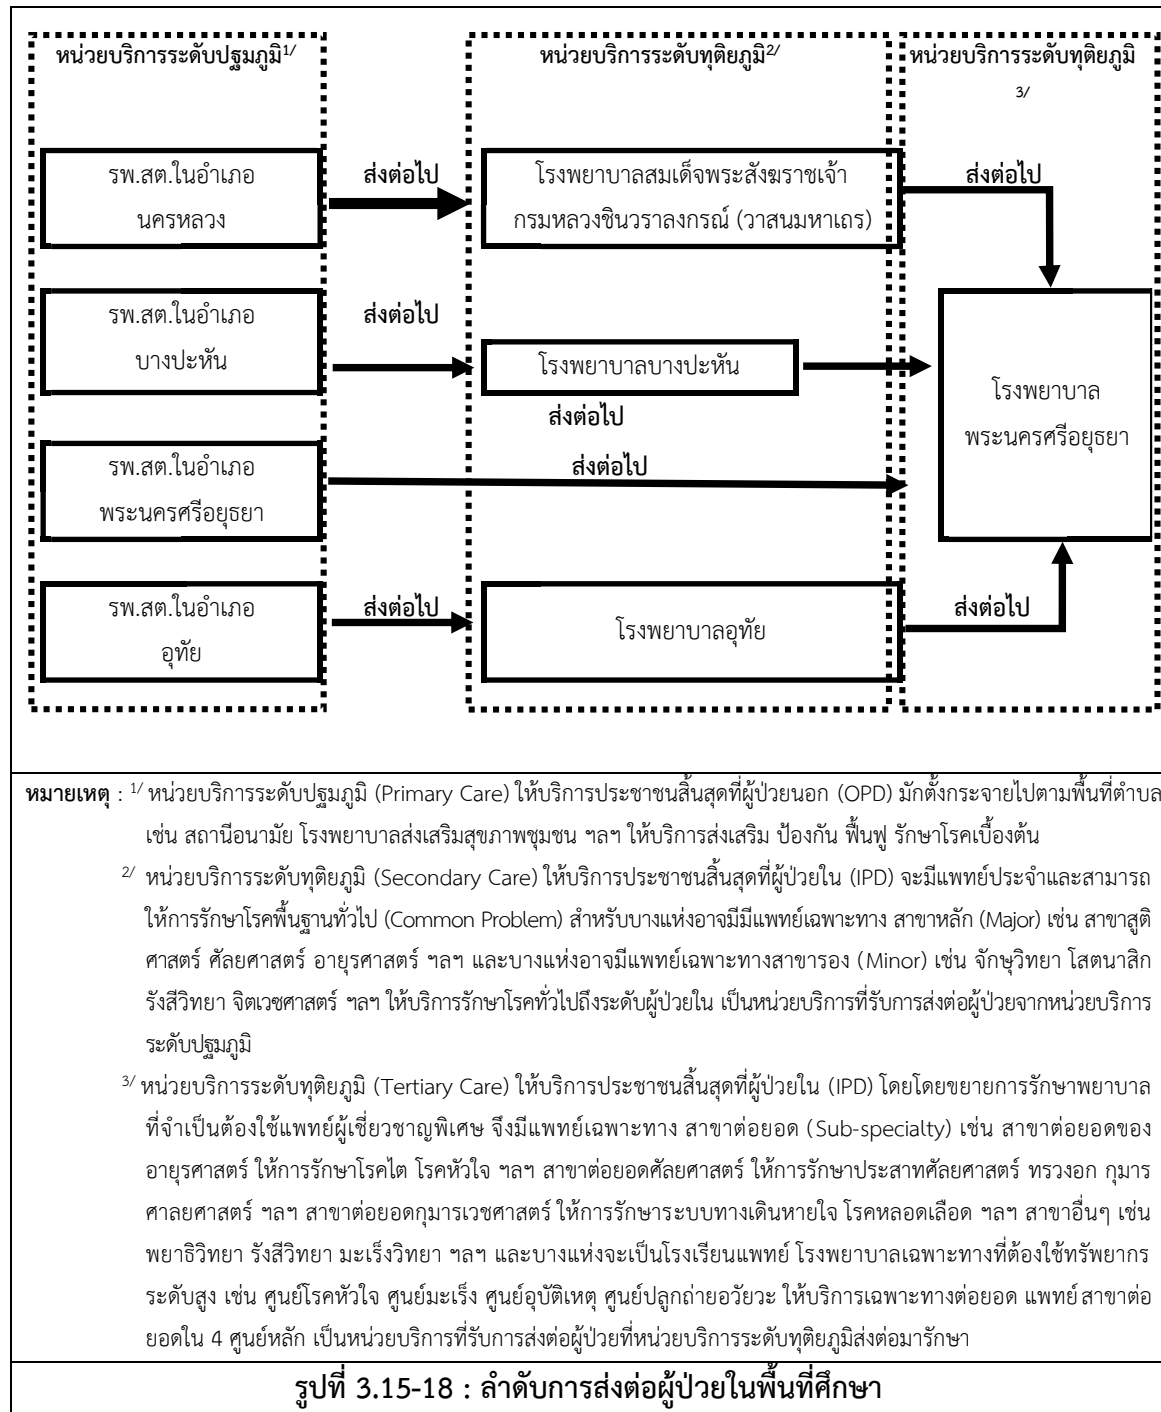 หน่วยบริการระดับปฐมภูมิ1/
หน่วยบริการระดับทุติยภูมิ2/
หน่วยบริการระดับทุติยภูมิ
3/
รพ.สต.ในอำเภอ
นครหลวง
ส่งต่อไป
โรงพยาบาลสมเด็จพระสังฆราชเจ้า
กรมหลวงชินวราลงกรณ์ (วาสนมหาเถร)
ส่งต่อไป
รพ.สต.ในอำเภอ
บางปะหัน
ส่งต่อไป
โรงพยาบาลบางปะหัน
ส่งต่อไป
โรงพยาบาล
พระนครศรีอยุธยา
รพ.สต.ในอำเภอ
พระนครศรีอยุธยา
ส่งต่อไป
รพ.สต.ในอำเภอ
อุทัย
ส่งต่อไป
โรงพยาบาลอุทัย
ส่งต่อไป
หมายเหตุ : 1/ หน่วยบริการระดับปฐมภูมิ (Primary Care) ให้บริการประชาชนสิ้นสุดที่ผู้ป่วยนอก (OPD) มักตั้งกระจายไปตามพื้นที่ตำบล
เช่น สถานีอนามัย โรงพยาบาลส่งเสริมสุขภาพชุมชน ฯลฯ ให้บริการส่งเสริม ป้องกัน ฟื้นฟู รักษาโรคเบื้องต้น
2/ หน่วยบริการระดับทุติยภูมิ (Secondary Care) ให้บริการประชาชนสิ้นสุดที่ผู้ป่วยใน (IPD) จะมีแพทย์ประจำและสามารถ
ให้การรักษาโรคพื้นฐานทั่วไป (Common Problem) สำหรับบางแห่งอาจมีมีแพทย์เฉพาะทาง สาขาหลัก (Major) เช่น สาขาสูติ
ศาสตร์ ศัลยศาสตร์ อายุรศาสตร์ ฯลฯ และบางแห่งอาจมีแพทย์เฉพาะทางสาขารอง (Minor) เช่น จักษุวิทยา โสตนาสิก
รังสีวิทยา จิตเวชศาสตร์ ฯลฯ ให้บริการรักษาโรคทั่วไปถึงระดับผู้ป่วยใน เป็นหน่วยบริการที่รับการส่งต่อผู้ป่วยจากหน่วยบริการ
ระดับปฐมภูมิ
3/ หน่วยบริการระดับทุติยภูมิ (Tertiary Care) ให้บริการประชาชนสิ้นสุดที่ผู้ป่วยใน (IPD) โดยโดยขยายการรักษาพยาบาล
ที่จำเป็นต้องใช้แพทย์ผู้เชี่ยวชาญพิเศษ จึงมีแพทย์เฉพาะทาง สาขาต่อยอด (Sub-specialty) เช่น สาขาต่อยอดของ
อายุรศาสตร์ ให้การรักษาโรคไต โรคหัวใจ ฯลฯ สาขาต่อยอดศัลยศาสตร์ ให้การรักษาประสาทศัลยศาสตร์ ทรวงอก กุมาร
ศาลยศาสตร์ ฯลฯ สาขาต่อยอดกุมารเวชศาสตร์ ให้การรักษาระบบทางเดินหายใจ โรคหลอดเลือด ฯลฯ สาขาอื่นๆ เช่น
พยาธิวิทยา รังสีวิทยา มะเร็งวิทยา ฯลฯ และบางแห่งจะเป็นโรงเรียนแพทย์ โรงพยาบาลเฉพาะทางที่ต้องใช้ทรัพยากร
ระดับสูง เช่น ศูนย์โรคหัวใจ ศูนย์มะเร็ง ศูนย์อุบัติเหตุ ศูนย์ปลูกถ่ายอวัยวะ ให้บริการเฉพาะทางต่อยอด แพทย์สาขาต่อ
ยอดใน 4 ศูนย์หลัก เป็นหน่วยบริการที่รับการส่งต่อผู้ป่วยที่หน่วยบริการระดับทุติยภูมิส่งต่อมารักษา
รูปที่ 3.15-18 : ลำดับการส่งต่อผู้ป่วยในพื้นที่ศึกษา